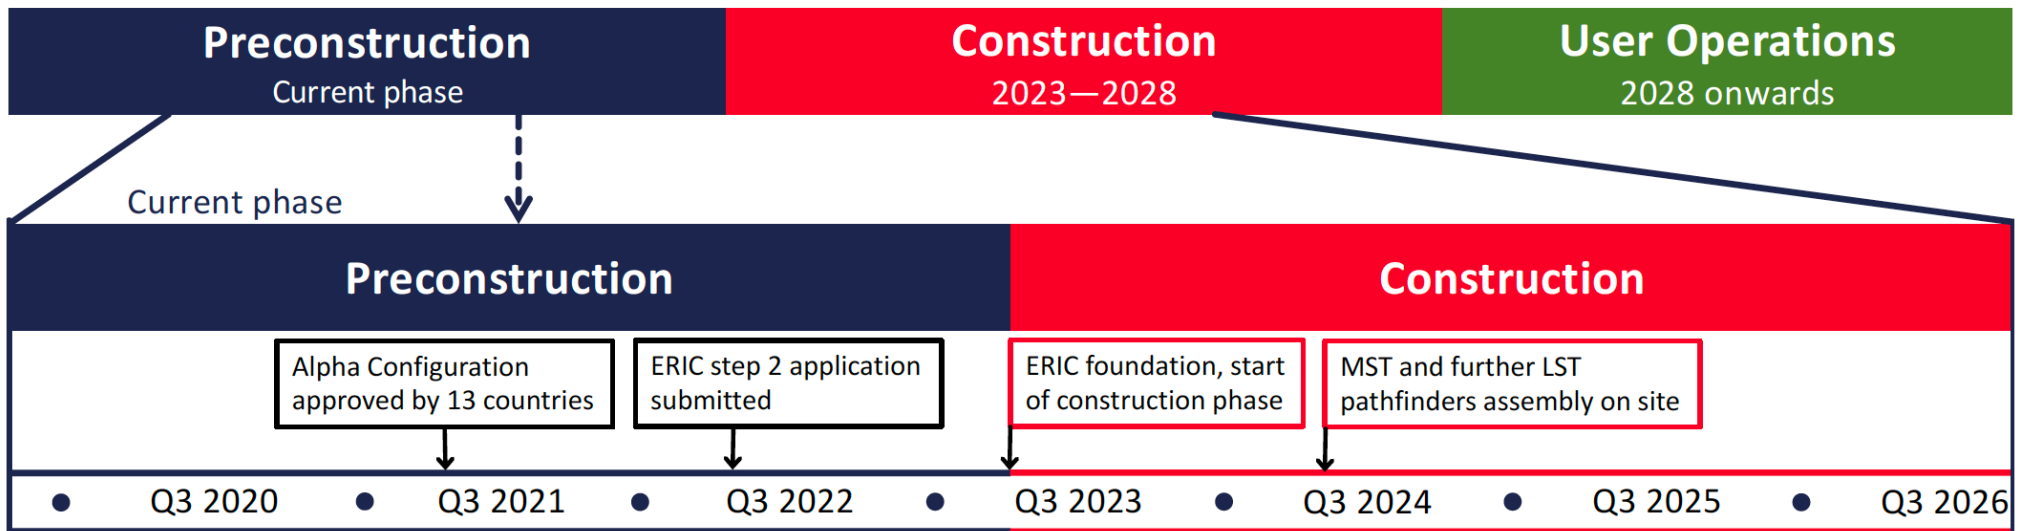 Preconstruction
Current phase
Construction
2023—2028
User Operations
2028 onwards
Current phase
Preconstruction
Construction
Alpha Configuration
approved by 13 countries
ERIC step 2 application
submitted
ERIC foundation, start
of construction phase
MST and further LST
pathfinders assembly on site
Q3 2020
Q3 2021
Q3 2022
Q3 2023
Q3 2024
Q3 2025
Q3 2026